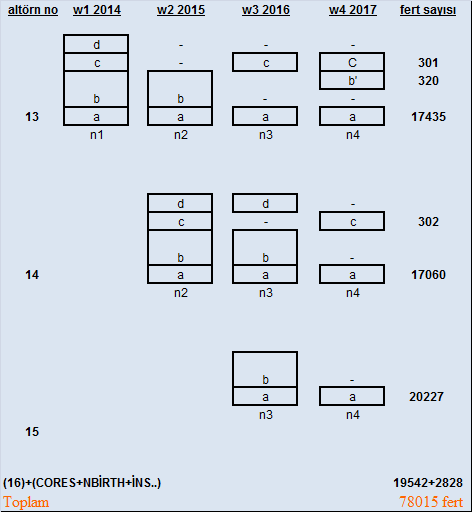 altörn no w1 2014 w2 2015 w3 2016 w4 2017 fert sayısı
d - - -
c - c C 301
b' 320
b b - -
13 a a a a 17435
n1 n2 n3 n4
d d -
c - c 302
b b -
14 a a a 17060
n2 n3 n4
b -
a a 20227
n3 n4
15
(16)+(CORES+NBİRTH+İNS..) 19542+2828
Toplam 78015 fert